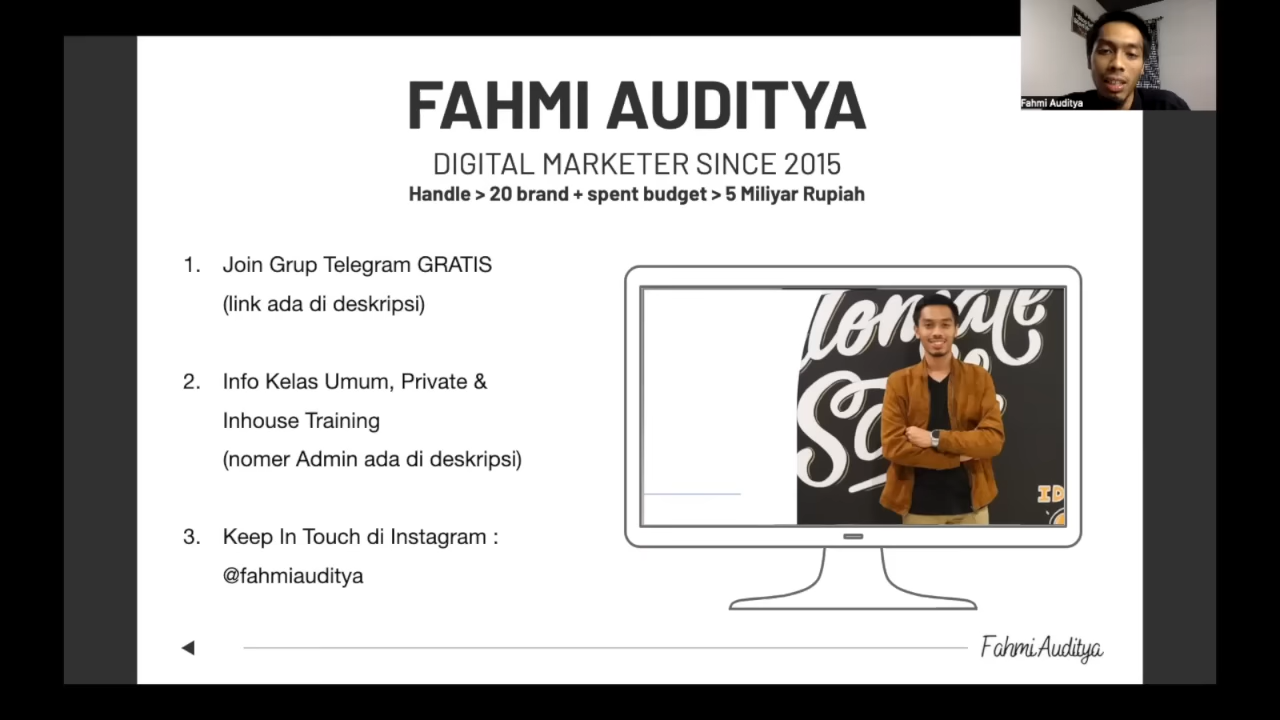 FAHMI AUDITYA
DIGITAL MARKETER SINCE 2015
Handle > 20 brand + spent budget > 5 Miliyar Rupiah
Fahmi Auditya
1. Join Grup Telegram GRATIS
(link ada di deskripsi)
2. Info Kelas Umum, Private &
Inhouse Training
(nomer Admin ada di deskripsi)
3. Keep In Touch di Instagram :
@fahmiauditya
Fahmi Auditya